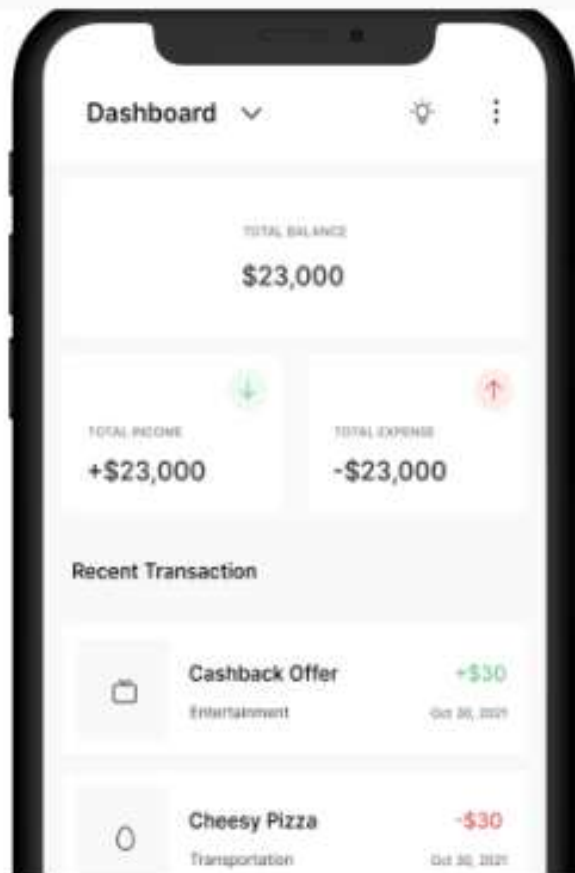 Dashboard
TOTAL BALANCE
$23,000
TOTAL INCOME
+$23,000
TOTAL EXPENSE
-$23,000
Recent Transaction
Cashback Offer
+$30
Entertainment
Oct 30, 2021
Cheesy Pizza
-$30
Transportation
Oct 30, 2021